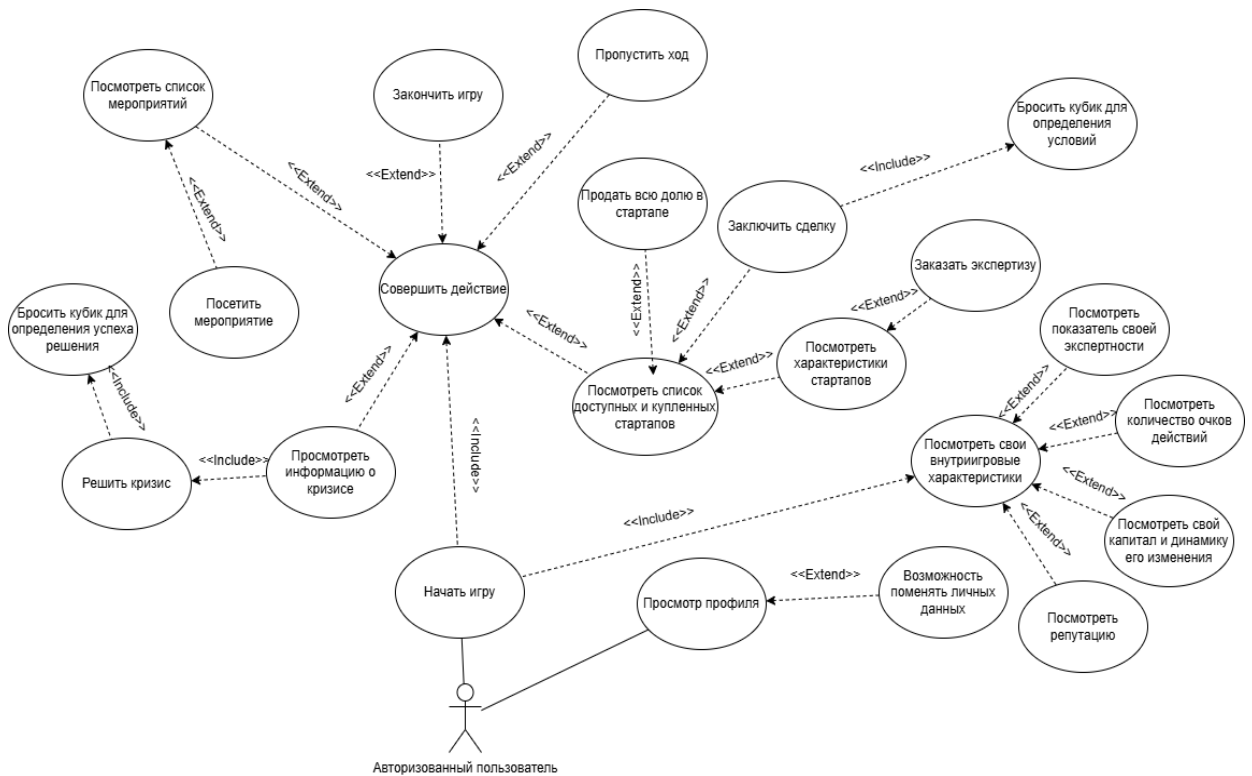 Пропустить ход
Посмотреть список
мероприятий
Закончить игру
Бросить кубик для
определения
условий
<<Extend>>
<<Extend>>
<<Extend>>
<<Include>>
<<Extend>>
Продать всю долю в
стартапе
Заключить сделку
Заказать экспертизу
Совершить действие
Посетить
мероприятие
Бросить кубик для
определения успеха
решения
<<Extend>>
<<Extend>>
<<Extend>>
<<Extend>>
Посмотреть
показатель своей
экспертности
<<Include>>
<<Extend>>
<<Extend>>
Посмотреть
характеристики
стартапов
Посмотреть список
доступных и купленных
стартапов
<<Extend>>
<<Extend>>
Посмотреть
количество очков
действий
Решить кризис
<<Include>>
Просмотреть
информацию о
кризисе
<<Include>>
Посмотреть свои
внутриигровые
характеристики
<<Extend>>
<<Extend>>
Посмотреть свой
капитал и динамику
его изменения
<<Include>>
Начать игру
Просмотр профиля
<<Extend>>
Возможность
поменять личных
данных
Посмотреть
репутацию
Авторизованный пользователь